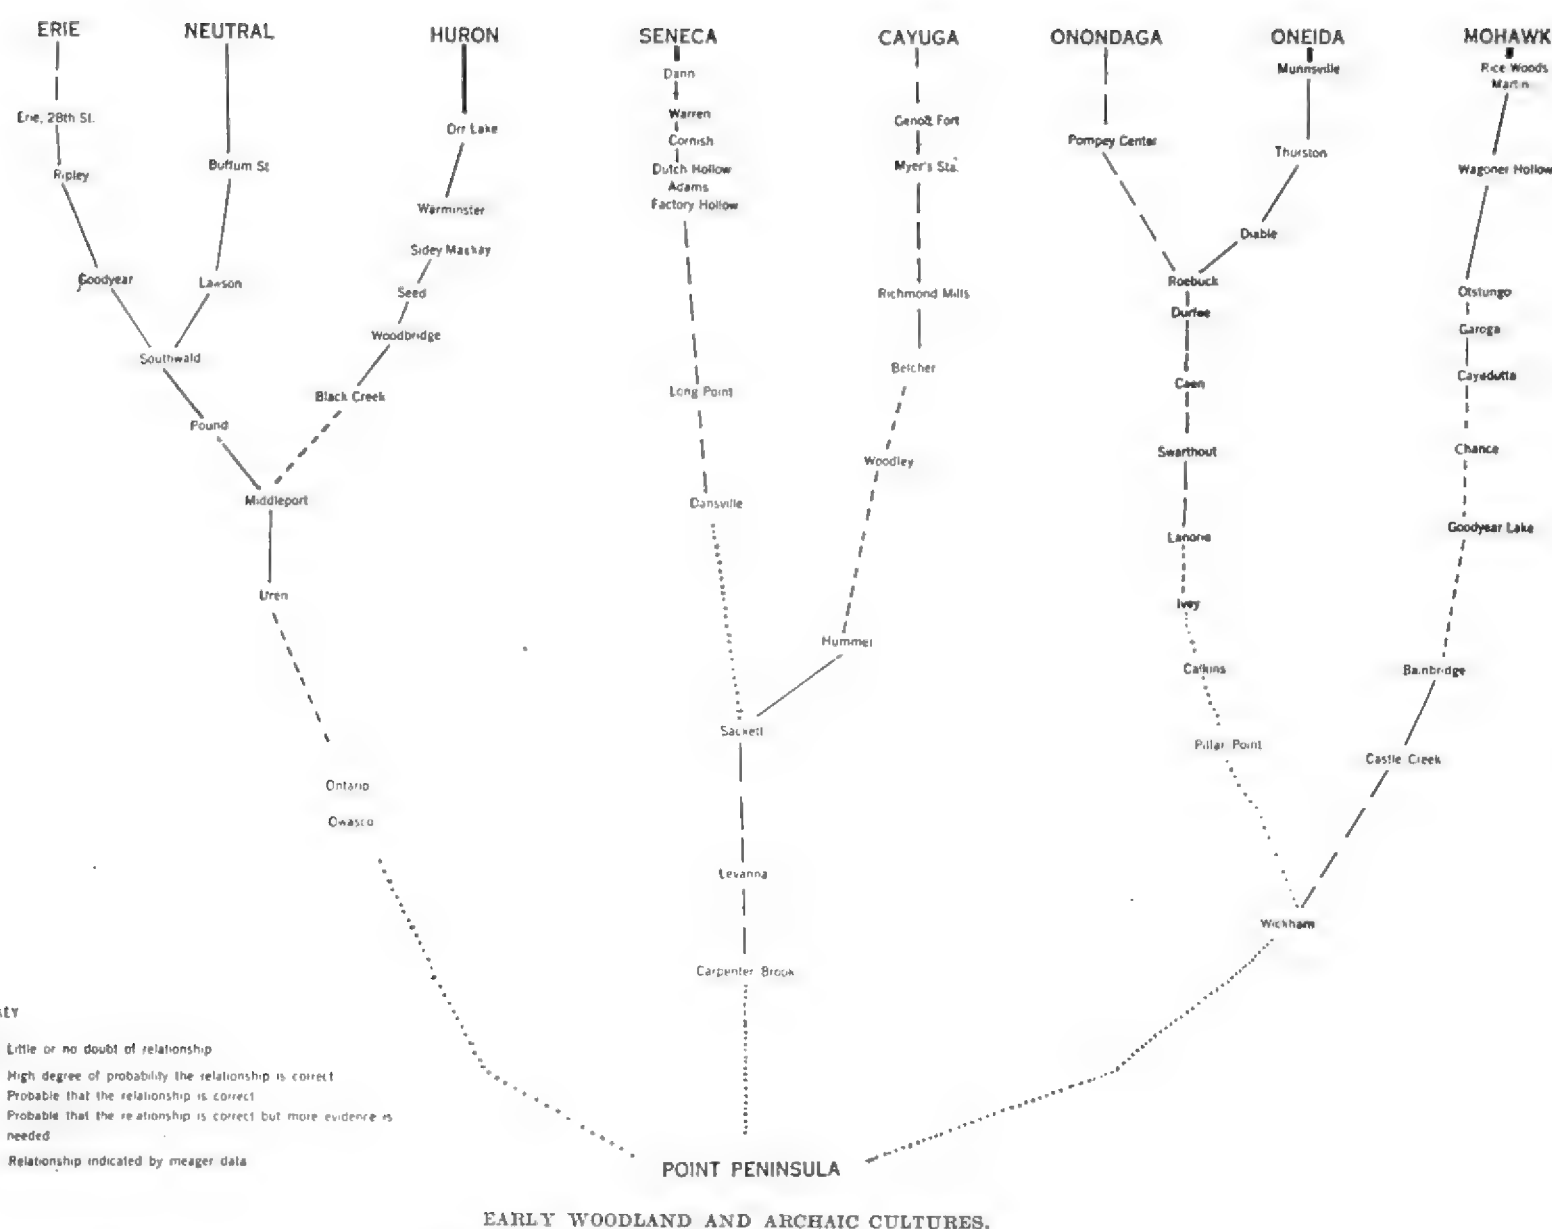 ERIE
NEUTRAL
HURON
SENECA
CAYUGA
ONONDAGA
ONEIDA
MOHAWK
Erie, 28th St.
Ripley
Goodyear
Buffum St
Lawson
Southwald
Pound
Middleport
Uren
Ontario
Owasco
Orr Lake
Warminster
Sidey Mackay
Seed
Woodbridge
Black Creek
Dann
Warren
Cornish
Dutch Hollow
Adams
Factory Hollow
Long Point
Dansville
Sackett
Levanna
Carpenter Brook
Genoa Fort
Myer's Sta.
Richmond Mills
Belcher
Woodley
Hummel
Pompey Center
Munnsville
Thurston
Diable
Roebuck
Durfee
Caen
Swarthout
Lanorie
Ivey
Calkins
Pillar Point
Wickham
Rice Woods
Martin
Wagoner Hollow
Otstungo
Garoga
Cayadutta
Chance
Goodyear Lake
Bainbridge
Castle Creek
KEY
Little or no doubt of relationship
High degree of probability the relationship is correct
Probable that the relationship is correct
Probable that the relationship is correct but more evidence is
needed
Relationship indicated by meager data
POINT PENINSULA
EARLY WOODLAND AND ARCHAIC CULTURES.